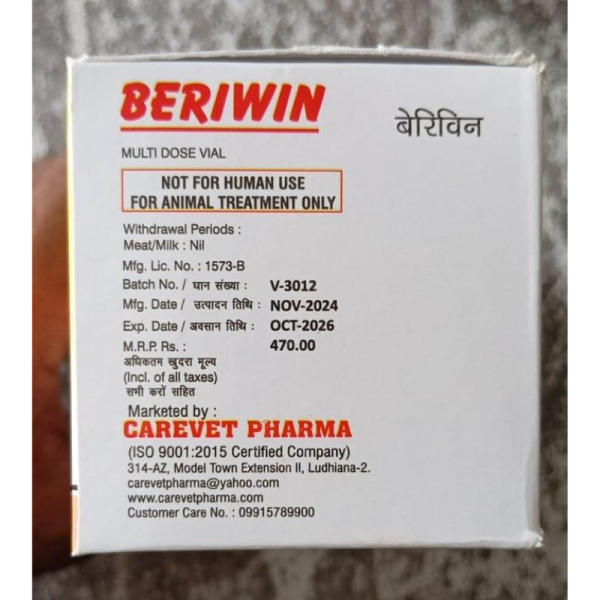 BERIWIN
बेरिविन
MULTI DOSE VIAL
NOT FOR HUMAN USE
FOR ANIMAL TREATMENT ONLY
Withdrawal Periods :
Meat/Milk : Nil
Mfg. Lic. No. : 1573-B
Batch No./ घान संख्या : V-3012
Mfg. Date / उत्पादन तिथि : NOV-2024
Exp. Date / अवसान तिथि : OCT-2026
M.R.P. Rs. : 470.00
अधिकतम खुदरा मूल्य
(Incl. of all taxes)
सभी करों सहित
Marketed by :
CAREVET PHARMA
(ISO 9001:2015 Certified Company)
314-AZ, Model Town Extension II, Ludhiana-2.
carevetpharma@yahoo.com
www.carevetpharma.com
Customer Care No. : 09915789900